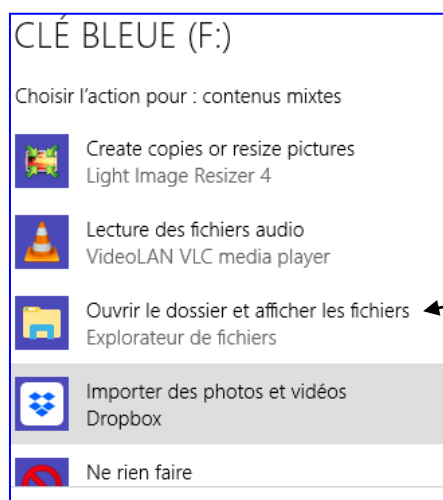 CLÉ BLEUE (F:)
Choisir l'action pour : contenus mixtes
Create copies or resize pictures
Light Image Resizer 4
Lecture des fichiers audio
VideoLAN VLC media player
Ouvrir le dossier et afficher les fichiers
Explorateur de fichiers
Importer des photos et vidéos
Dropbox
Ne rien faire